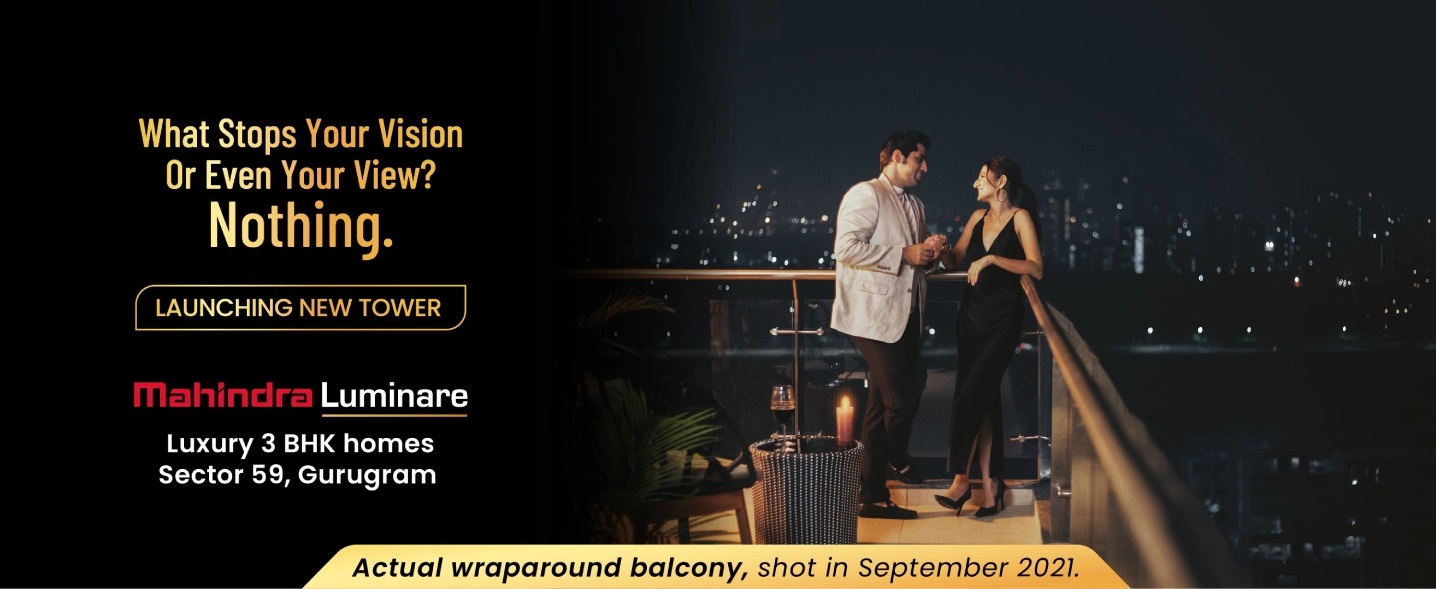 What Stops Your Vision
Or Even Your View?
Nothing.
LAUNCHING NEW TOWER
Mahindra Luminare
Luxury 3 BHK homes
Sector 59, Gurugram
Actual wraparound balcony, shot in September 2021.